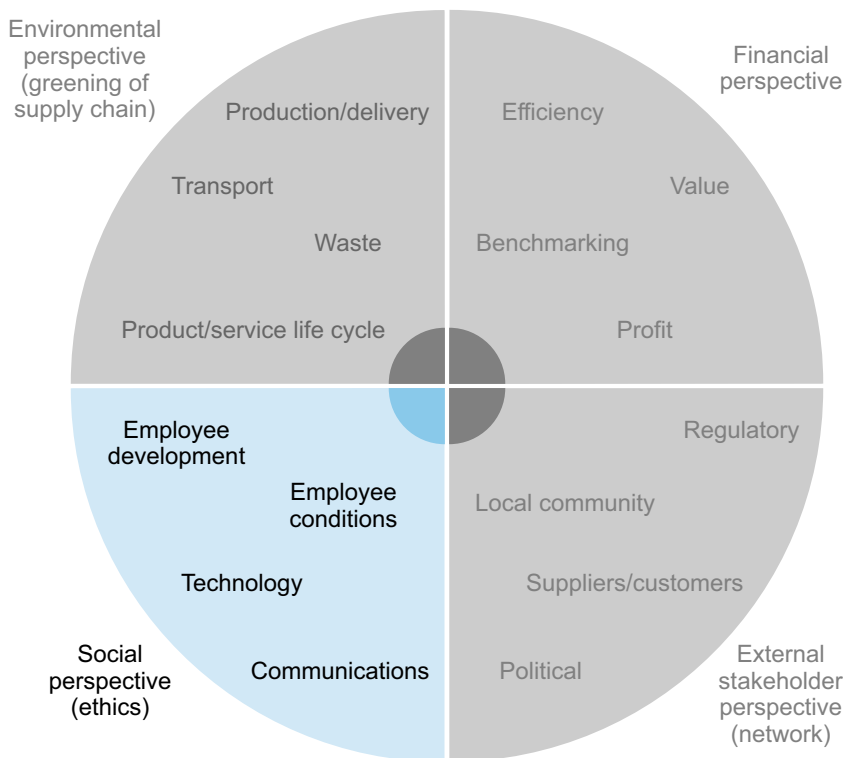 Environmental
perspective
(greening of
supply chain)
Production/delivery
Transport
Waste
Product/service life cycle
Financial
perspective
Efficiency
Value
Benchmarking
Profit
Employee
development
Employee
conditions
Technology
Communications
Social
perspective
(ethics)
Regulatory
Local community
Suppliers/customers
Political
External
stakeholder
perspective
(network)